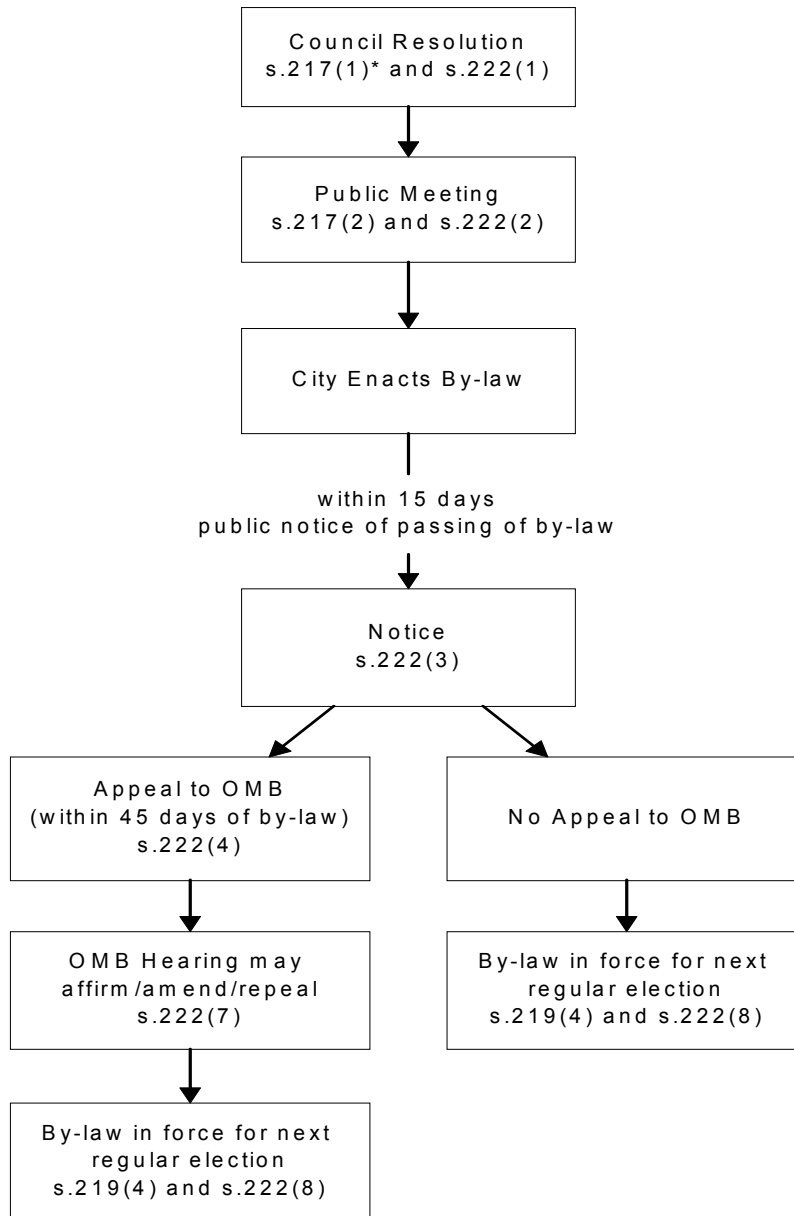 Council Resolution
s.217(1)* and s.222(1)
Public Meeting
s.217(2) and s.222(2)
City Enacts By-law
within 15 days
public notice of passing of by-law
Notice
s.222(3)
Appeal to OMB
(within 45 days of by-law)
s.222(4)
No Appeal to OMB
OMB Hearing may
affirm/amend/repeal
s.222(7)
By-law in force for next
regular election
s.219(4) and s.222(8)
By-law in force for next
regular election
s.219(4) and s.222(8)